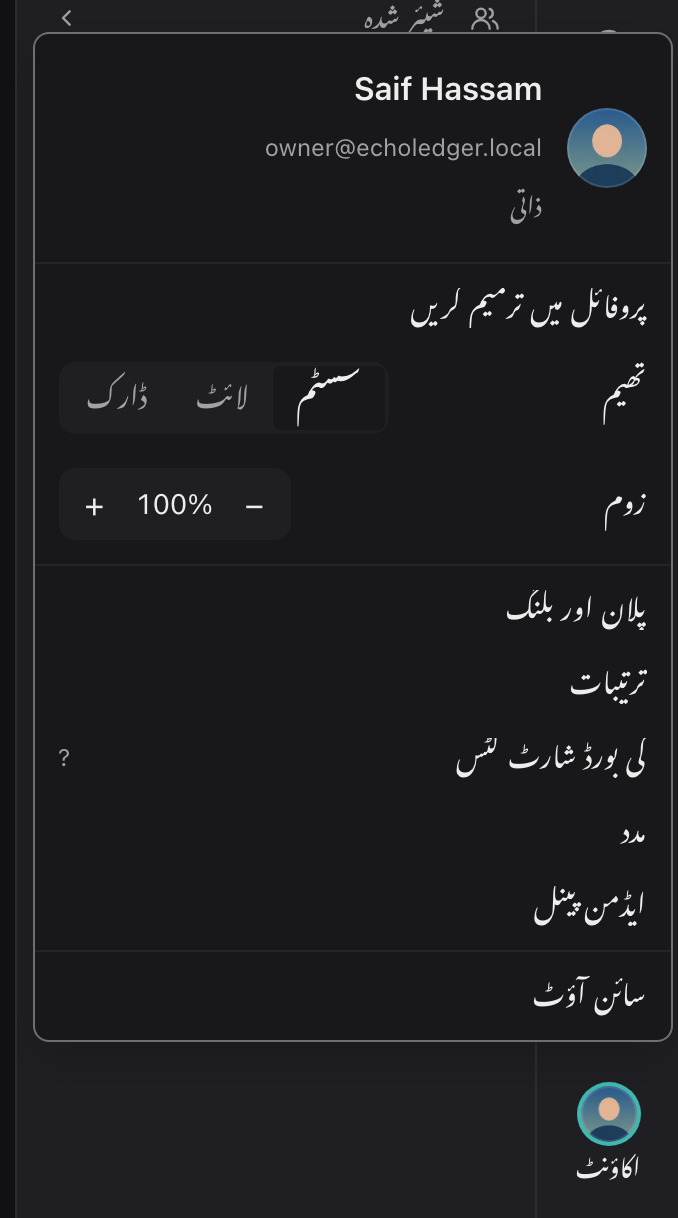 شیئر شدہ
Saif Hassam
owner@echoledger.local
ذاتی
پروفائل میں ترمیم کریں
تھیم
سسٹم لائٹ ڈارک
زوم
− 100% +
پلان اور بلنگ
ترتیبات
کی بورڈ شارٹ کٹس
?
مدد
ایڈمن پینل
سائن آؤٹ
اکاؤنٹ